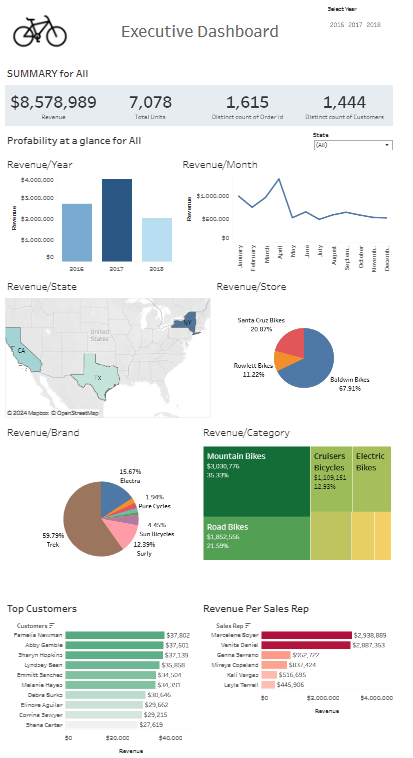 Select Year
Executive Dashboard
2016 2017 2018
SUMMARY for All
$8,578,989 7,078 1,615 1,444
Revenue Total Units Distinct count of Order Id Distinct count of Customers
Profability at a glance for All
State
(All)
Revenue/Year Revenue/Month
$4,000,000
$3,000,000
$2,000,000
$1,000,000
$0
Revenue
2016 2017 2018
$1,000,000
$500,000
$0
Revenue
January
February
March
April
May
June
July
August
Septem..
October
Novemb..
Decemb..
Revenue/State Revenue/Store
United
States
CA
TX
NY
© 2024 Mapbox © OpenStreetMap
Santa Cruz Bikes
20.87%
Rowlett Bikes
11.22%
Baldwin Bikes
67.91%
Revenue/Brand Revenue/Category
15.67%
Electra
1.94%
Pure Cycles
4.45%
Sun Bicycles
12.39%
Surly
59.79%
Trek
Mountain Bikes
$3,030,776
35.33%
Road Bikes
$1,852,556
21.59%
Cruisers
Bicycles
$1,109,151
12.93%
Electric
Bikes
Top Customers Revenue Per Sales Rep
Customers
Pamelia Newman $37,802
Abby Gamble $37,501
Sharyn Hopkins $37,139
Lyndsey Bean $35,858
Emmitt Sanchez $34,504
Melanie Hayes
Debra Burks $30,646
Elinore Aguilar $29,662
Corrina Sawyer $29,215
Shena Carter $27,619
$0 $20,000 $40,000
Revenue
Sales Rep
Marcelene Boyer $2,938,889
Venita Daniel $2,887,353
Genna Serrano
Mireya Copeland $837,424
Kali Vargas $516,695
Layla Terrell $445,906
$0 $2,000,000 $4,000,000
Revenue